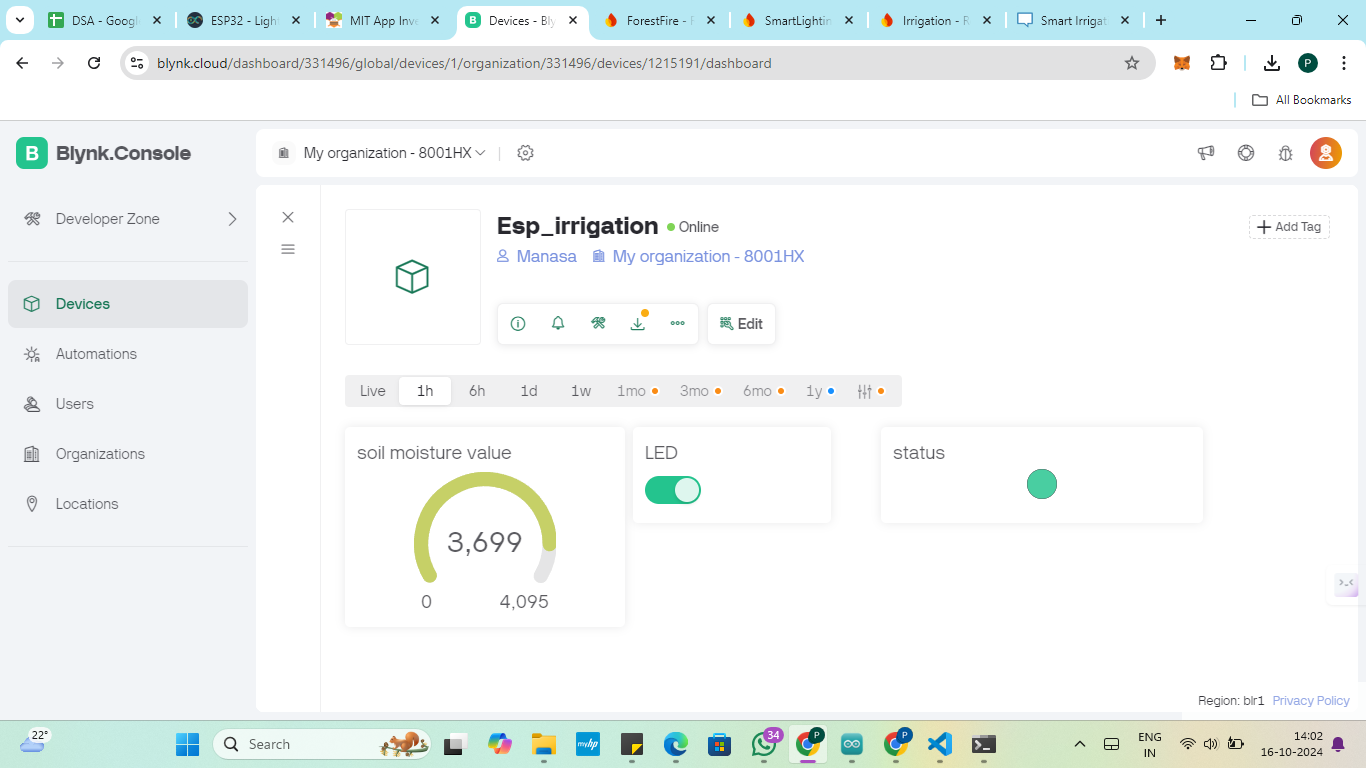 DSA - Google
ESP32 - Light
MIT App Inve
Devices - Bly
ForestFire - R
SmartLightin
Irrigation - R
Smart Irrigat
blynk.cloud/dashboard/331496/global/devices/1/organization/331496/devices/1215191/dashboard
P
All Bookmarks
B Blynk.Console
My organization - 8001HX
Developer Zone
Devices
Automations
Users
Organizations
Locations
Esp_irrigation Online
Add Tag
Manasa My organization - 8001HX
Edit
Live 1h 6h 1d 1w 1mo 3mo 6mo 1y
soil moisture value
3,699
0 4,095
LED
status
Region: blr1 Privacy Policy
22°
Search
myhp
34
P
P
ENG
IN
14:02
16-10-2024